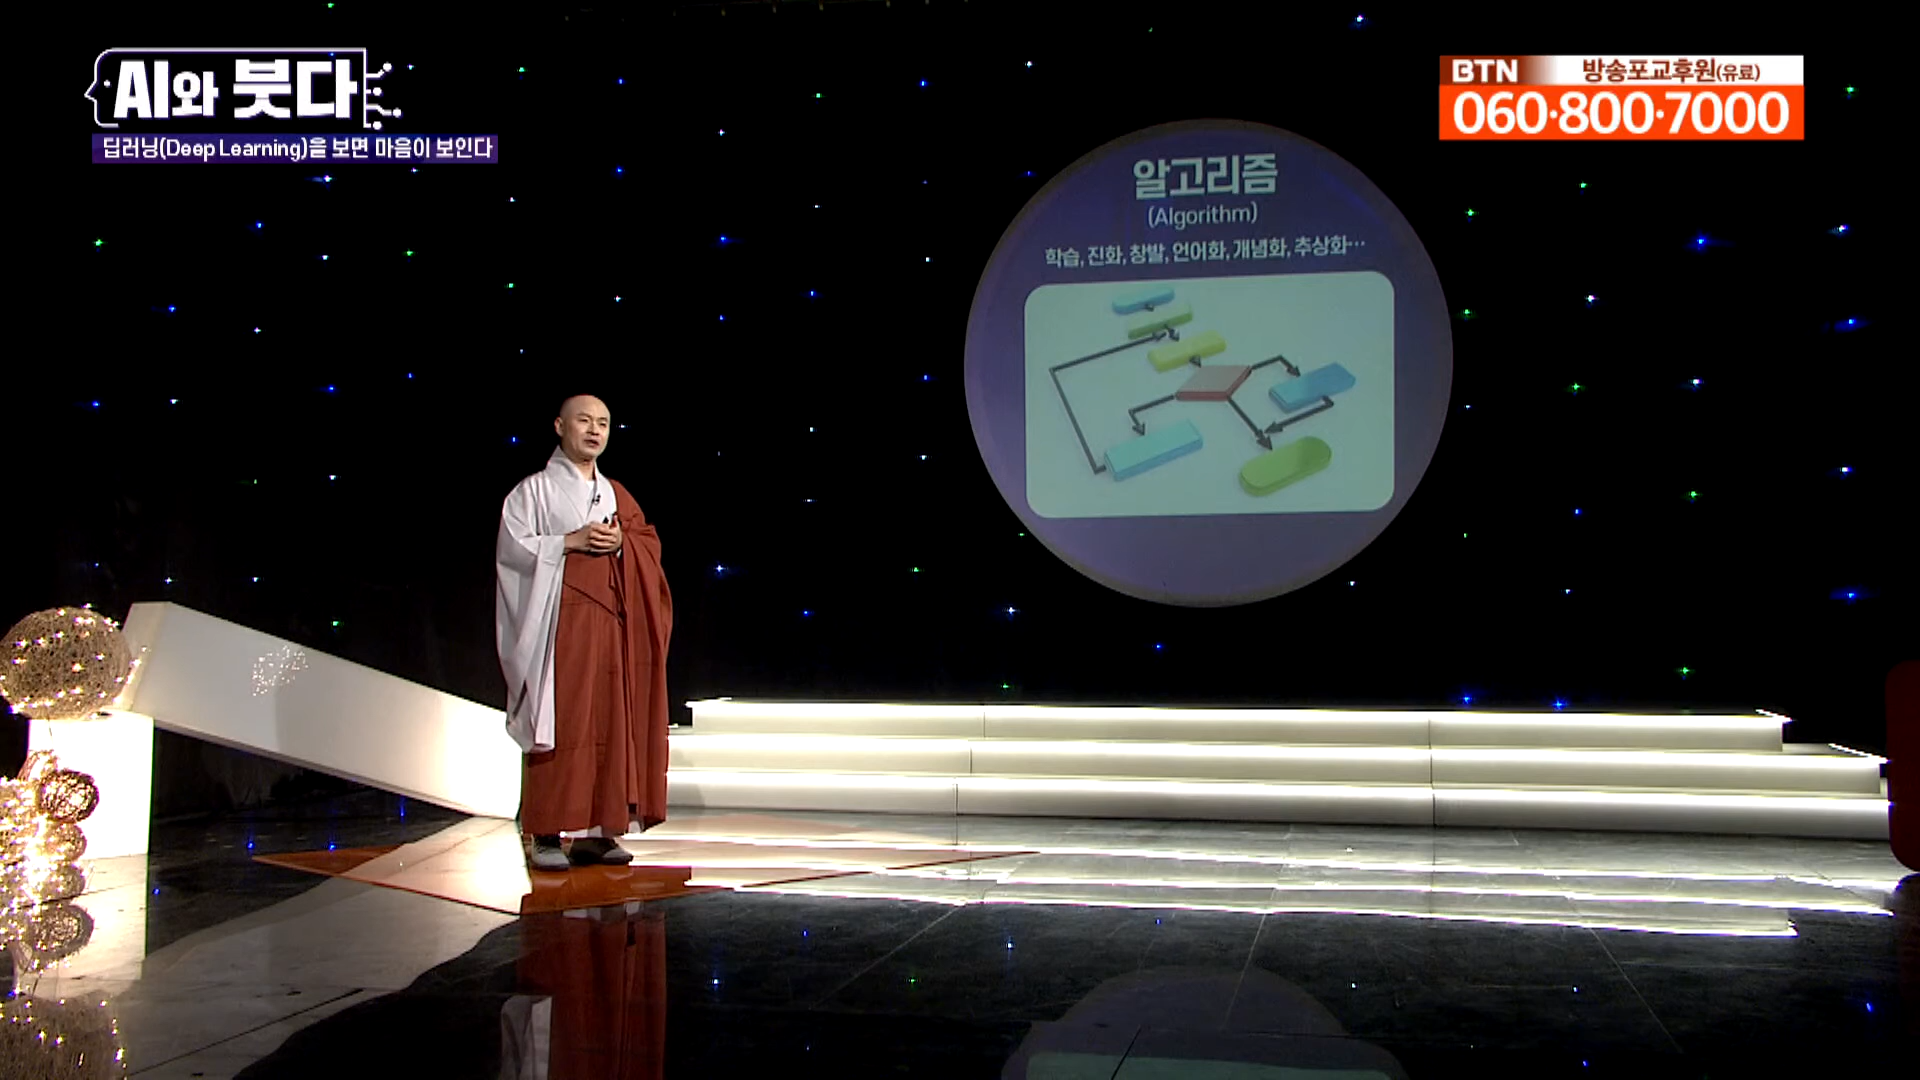 AI와 붓다
딥러닝(Deep Learning)을 보면 마음이 보인다
BTN 방송포교후원(유료)
060·800·7000
알고리즘
(Algorithm)
학습, 진화, 창발, 언어화, 개념화, 추상화…